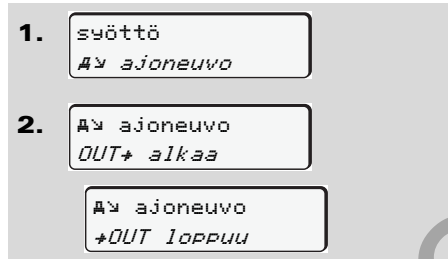 1.
syöttö
ajoneuvo
2.
ajoneuvo
OUT→ alkaa
ajoneuvo
→OUT loppuu